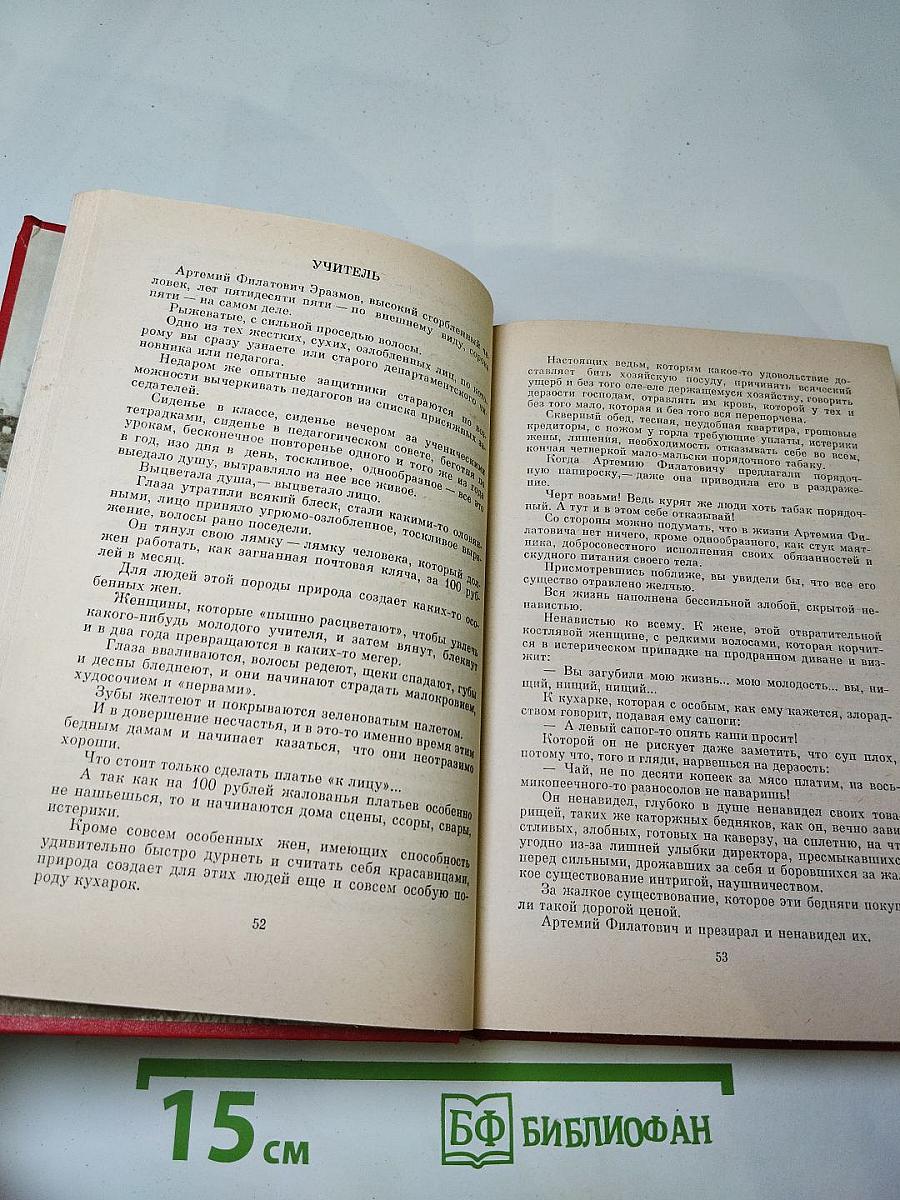 УЧИТЕЛЬ
Артемий Филатович Эразмов, высокий сгорбленный че-
ловек, лет пятидесяти пяти — по внешнему виду, сорока
пяти — на самом деле.
Рыжеватые, с сильной проседью волосы.
Одно из тех жестких, сухих, озлобленных лиц, по кото-
рому вы сразу узнаете или старого департаментского чи-
новника или педагога.
Недаром же опытные защитники стараются по воз-
можности вычеркивать педагогов из списка присяжных за-
седателей.
Сиденье в классе, сиденье вечером за ученическими
тетрадками, сиденье в педагогическом совете, беготня по
урокам, бесконечное повторенье одного и того же из года
в год, изо дня в день, тоскливое, однообразное — все это
выедало душу, вытравляло из нее все живое.
Выцветала душа,— выцветало лицо.
Глаза утратили всякий блеск, стали какими-то оловян-
ными, лицо приняло угрюмо-озлобленное, тоскливое выра-
жение, волосы рано поседели.
Он тянул свою лямку — лямку человека, который дол-
жен работать, как загнанная почтовая кляча, за 100 руб-
лей в месяц.
Для людей этой породы природа создает каких-то осо-
бенных жен.
Женщины, которые «пышно расцветают», чтобы увлечь
какого-нибудь молодого учителя, и затем вянут, блекнут
и в два года превращаются в каких-то мегер.
Глаза вваливаются, волосы редеют, щеки спадают, губы
и десны бледнеют, и они начинают страдать малокровием,
худосочием и «нервами».
Зубы желтеют и покрываются зеленоватым налетом.
И в довершение несчастья, и в это-то именно время этим
бедным дамам и начинает казаться, что они неотразимо
хороши.
Что стоит только сделать платье «к лицу»...
А так как на 100 рублей жалованья платьев особенно
не нашьешься, то и начинаются дома сцены, ссоры, свары,
истерики.
Кроме совсем особенных жен, имеющих способность
удивительно быстро дурнеть и считать себя красавицами,
природа создает для этих людей еще и совсем особую по-
роду кухарок.
52
Настоящих ведьм, которым какое-то удовольствие до-
ставляет бить хозяйскую посуду, причинять всяческий
ущерб и без того еле-еле держащемуся хозяйству, говорить
дерзости господам, отравлять им кровь, которой у тех и
без того мало, которая и без того вся перепорчена.
Скверный обед, тесная, неудобная квартира, грошовые
кредиторы, с ножом у горла требующие уплаты, истерики
жены, лишения, необходимость отказывать себе во всем,
кончая четверкой мало-мальски порядочного табаку.
Когда Артемию Филатовичу предлагали порядоч-
ную папироску,— даже она приводила его в раздраже-
ние.
Черт возьми! Ведь курят же люди хоть табак порядоч-
ный. А тут и в этом себе отказывай!
Со стороны можно подумать, что в жизни Артемия Фи-
латовича нет ничего, кроме однообразного, как стук маят-
ника, добросовестного исполнения своих обязанностей и
скудного питания своего тела.
Присмотревшись поближе, вы увидели бы, что все его
существо отравлено желчью.
Вся жизнь наполнена бессильной злобой, скрытой не-
навистью.
Ненавистью ко всему. К жене, этой отвратительной
костлявой женщине, с редкими волосами, которая корчит-
ся в истерическом припадке на продранном диване и виз-
жит:
— Вы загубили мою жизнь... мою молодость... вы, ни-
щий, нищий, нищий...
К кухарке, которая с особым, как ему кажется, злорад-
ством говорит, подавая ему сапоги:
— А левый сапог-то опять каши просит!
Которой он не рискует даже заметить, что суп плох,
потому что, того и гляди, нарвешься на дерзость:
— Чай, не по десяти копеек за мясо платим, из вось-
микопеечного-то разносолов не наваришь!
Он ненавидел, глубоко в душе ненавидел своих това-
рищей, таких же каторжных бедняков, как он, вечно зави-
стливых, злобных, готовых на каверзу, на сплетню, на чт
угодно из-за лишней улыбки директора, пресмыкавшихс
перед сильными, дрожавших за себя и боровшихся за жа-
кое существование интригой, наушничеством.
За жалкое существование, которое эти бедняги покуп
ли такой дорогой ценой.
Артемий Филатович и презирал и ненавидел их.
53
15 см
БФ БИБЛИОФАН